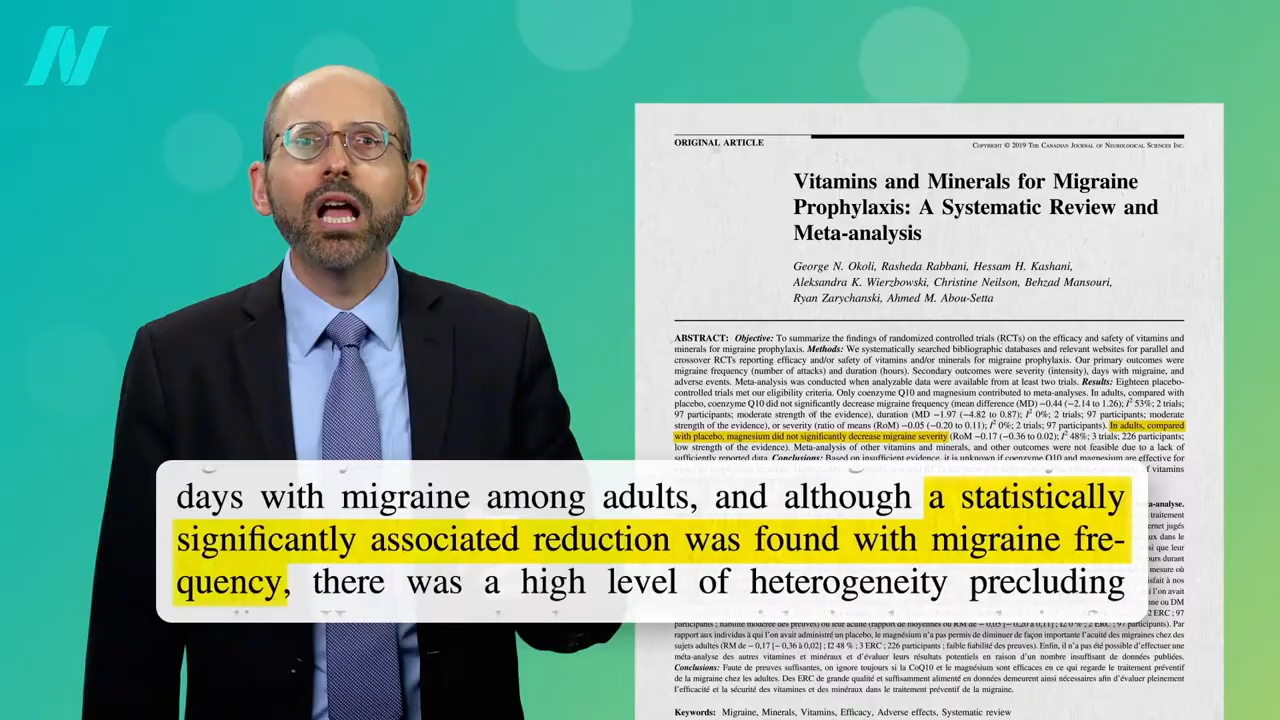 N
ORIGINAL ARTICLE
COPYRIGHT © 2019 THE CANADIAN JOURNAL OF NEUROLOGICAL SCIENCES INC.
Vitamins and Minerals for Migraine
Prophylaxis: A Systematic Review and
Meta-analysis
George N. Okoli, Rasheda Rabbani, Hessam H. Kashani,
Aleksandra K. Wierzbowski, Christine Neilson, Behzad Mansouri,
Ryan Zarychanski, Ahmed M. Abou-Setta
ABSTRACT: Objective: To summarize the findings of randomized controlled trials (RCTs) on the efficacy and safety of vitamins and
minerals for migraine prophylaxis. Methods: We systematically searched bibliographic databases and relevant websites for parallel and
crossover RCTs reporting efficacy and/or safety of vitamins and/or minerals for migraine prophylaxis. Our primary outcomes were
migraine frequency (number of attacks) and duration (hours). Secondary outcomes were severity (intensity), days with migraine, and
adverse events. Meta-analysis was conducted when analyzable data were available from at least two trials. Results: Eighteen placebo-
controlled trials met our eligibility criteria. Only coenzyme Q10 and magnesium contributed to meta-analyses. In adults, compared with
placebo, coenzyme Q10 did not significantly decrease migraine frequency (mean difference (MD) −0.44 (−2.14 to 1.26); I² 53%; 2 trials;
97 participants; moderate strength of the evidence), duration (MD −1.97 (−4.82 to 0.87); I² 0%; 2 trials; 97 participants; moderate
strength of the evidence), or severity (ratio of means (RoM) −0.05 (−0.20 to 0.11); I² 0%; 2 trials; 97 participants). In adults, compared
with placebo, magnesium did not significantly decrease migraine severity (RoM −0.17 (−0.36 to 0.02); I² 48%; 3 trials; 226 participants;
low strength of the evidence). Meta-analysis of other vitamins and minerals, and other outcomes were not feasible due to a lack of
sufficiently reported data. Conclusions: Based on insufficient evidence, it is unknown if coenzyme Q10 and magnesium are effective for
of vitamins
days with migraine among adults, and although a statistically
significantly associated reduction was found with migraine fre-
quency, there was a high level of heterogeneity precluding
participants ; fiabilité modérée des preuves) ou leur acuité (rapport de moyennes ou RM de − 0,05 [−0,20 à 0,11] ; I2 0 % ; 2 ERC ; 97 participants). Par
rapport aux individus à qui l'on avait administré un placebo, le magnésium n'a pas permis de diminuer de façon importante l'acuité des migraines chez des
sujets adultes (RM de − 0,17 [− 0,36 à 0,02] ; I2 48 % ; 3 ERC ; 226 participants ; faible fiabilité des preuves). Enfin, il n'a pas été possible d'effectuer une
méta-analyse des autres vitamines et minéraux et d'évaluer leurs résultats potentiels en raison d'un nombre insuffisant de données publiées.
Conclusions: Faute de preuves suffisantes, on ignore toujours si la CoQ10 et le magnésium sont efficaces en ce qui regarde le traitement préventif
de la migraine chez les adultes. Des ERC de grande qualité et suffisamment alimenté en données demeurent ainsi nécessaires afin d'évaluer pleinement
l'efficacité et la sécurité des vitamines et des minéraux dans le traitement préventif de la migraine.
Keywords: Migraine, Minerals, Vitamins, Efficacy, Adverse effects, Systematic review